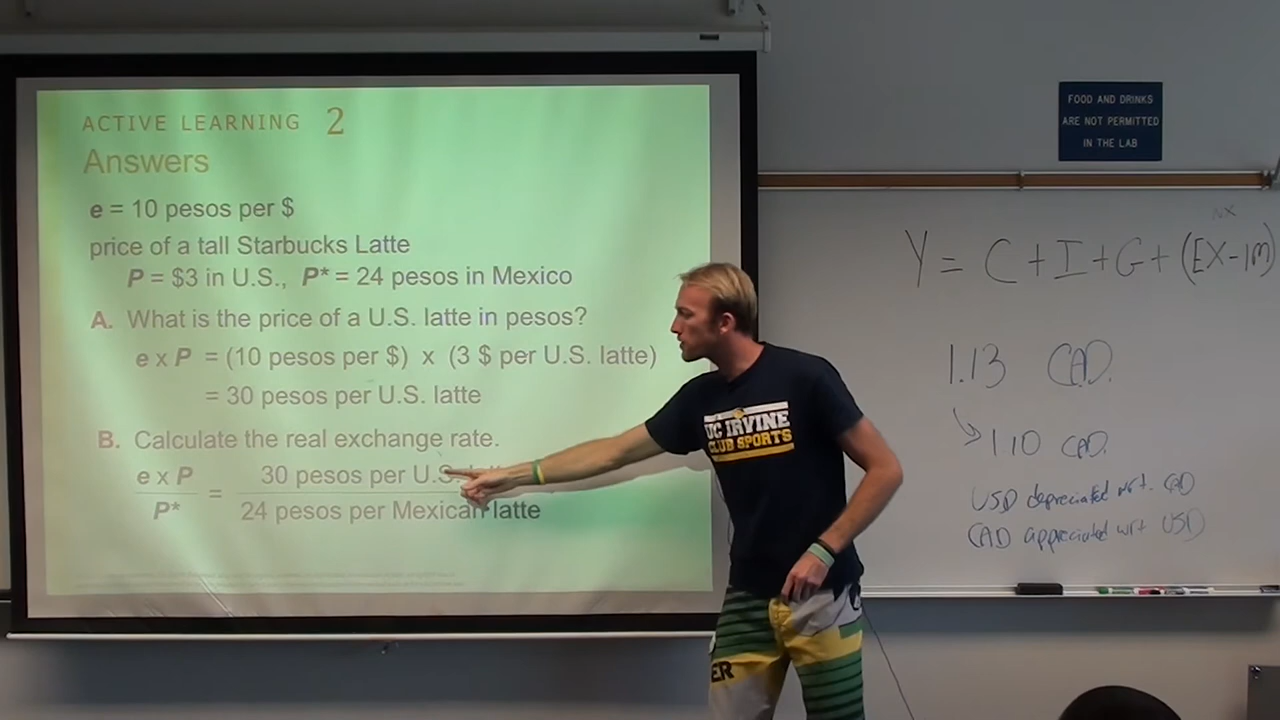 ACTIVE LEARNING 2
Answers
e = 10 pesos per $
price of a tall Starbucks Latte
P = $3 in U.S., P* = 24 pesos in Mexico
A. What is the price of a U.S. latte in pesos?
e x P = (10 pesos per $) x (3 $ per U.S. latte)
= 30 pesos per U.S. latte
B. Calculate the real exchange rate.
e x P
P*
=
30 pesos per U.S.
24 pesos per Mexican latte
FOOD AND DRINKS
ARE NOT PERMITTED
IN THE LAB
NX
Y = C + I + G + (EX - IM)
1.13 CAD.
1.10 CAD.
USD depreciated wrt. CAD
CAD appreciated wrt USD
UC IRVINE
CLUB SPORTS
ER